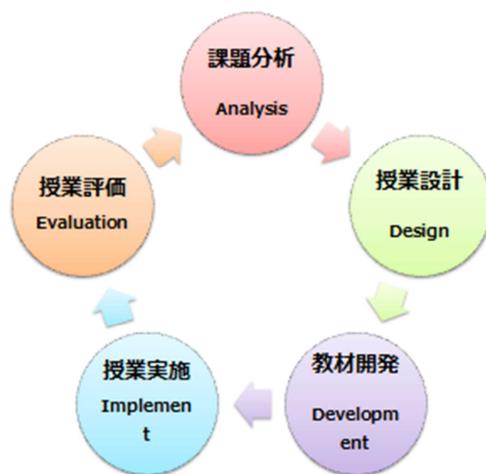 課題分析
Analysis
授業設計
Design
教材開発
Developm
ent
授業実施
Implemen
t
授業評価
Evaluation